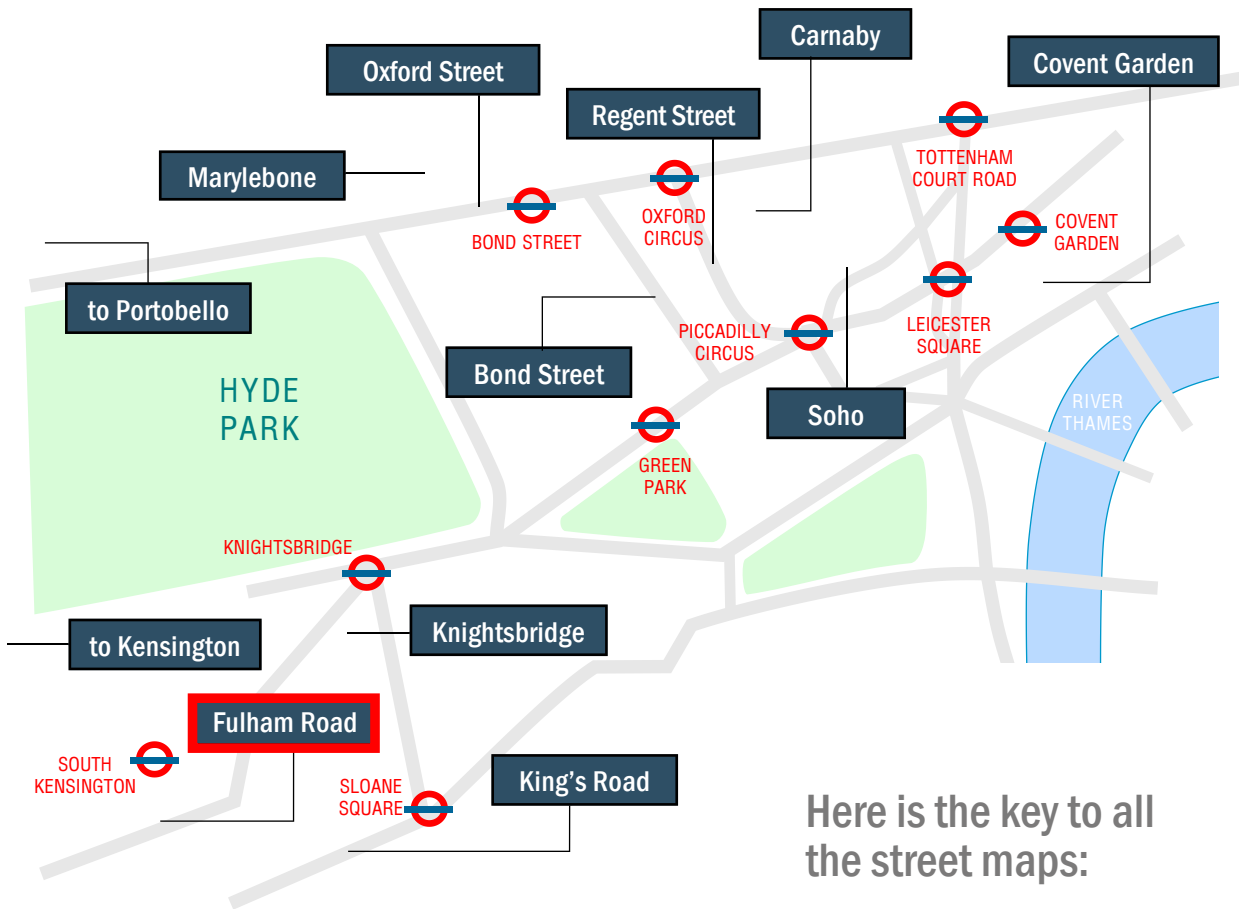 Carnaby
Oxford Street
Covent Garden
Regent Street
Marylebone
TOTTENHAM
COURT ROAD
OXFORD
CIRCUS
COVENT
GARDEN
BOND STREET
to Portobello
PICCADILLY
CIRCUS
LEICESTER
SQUARE
Bond Street
HYDE
PARK
Soho
RIVER
THAMES
GREEN
PARK
KNIGHTSBRIDGE
to Kensington
Knightsbridge
Fulham Road
SOUTH
KENSINGTON
SLOANE
SQUARE
King's Road
Here is the key to all
the street maps: